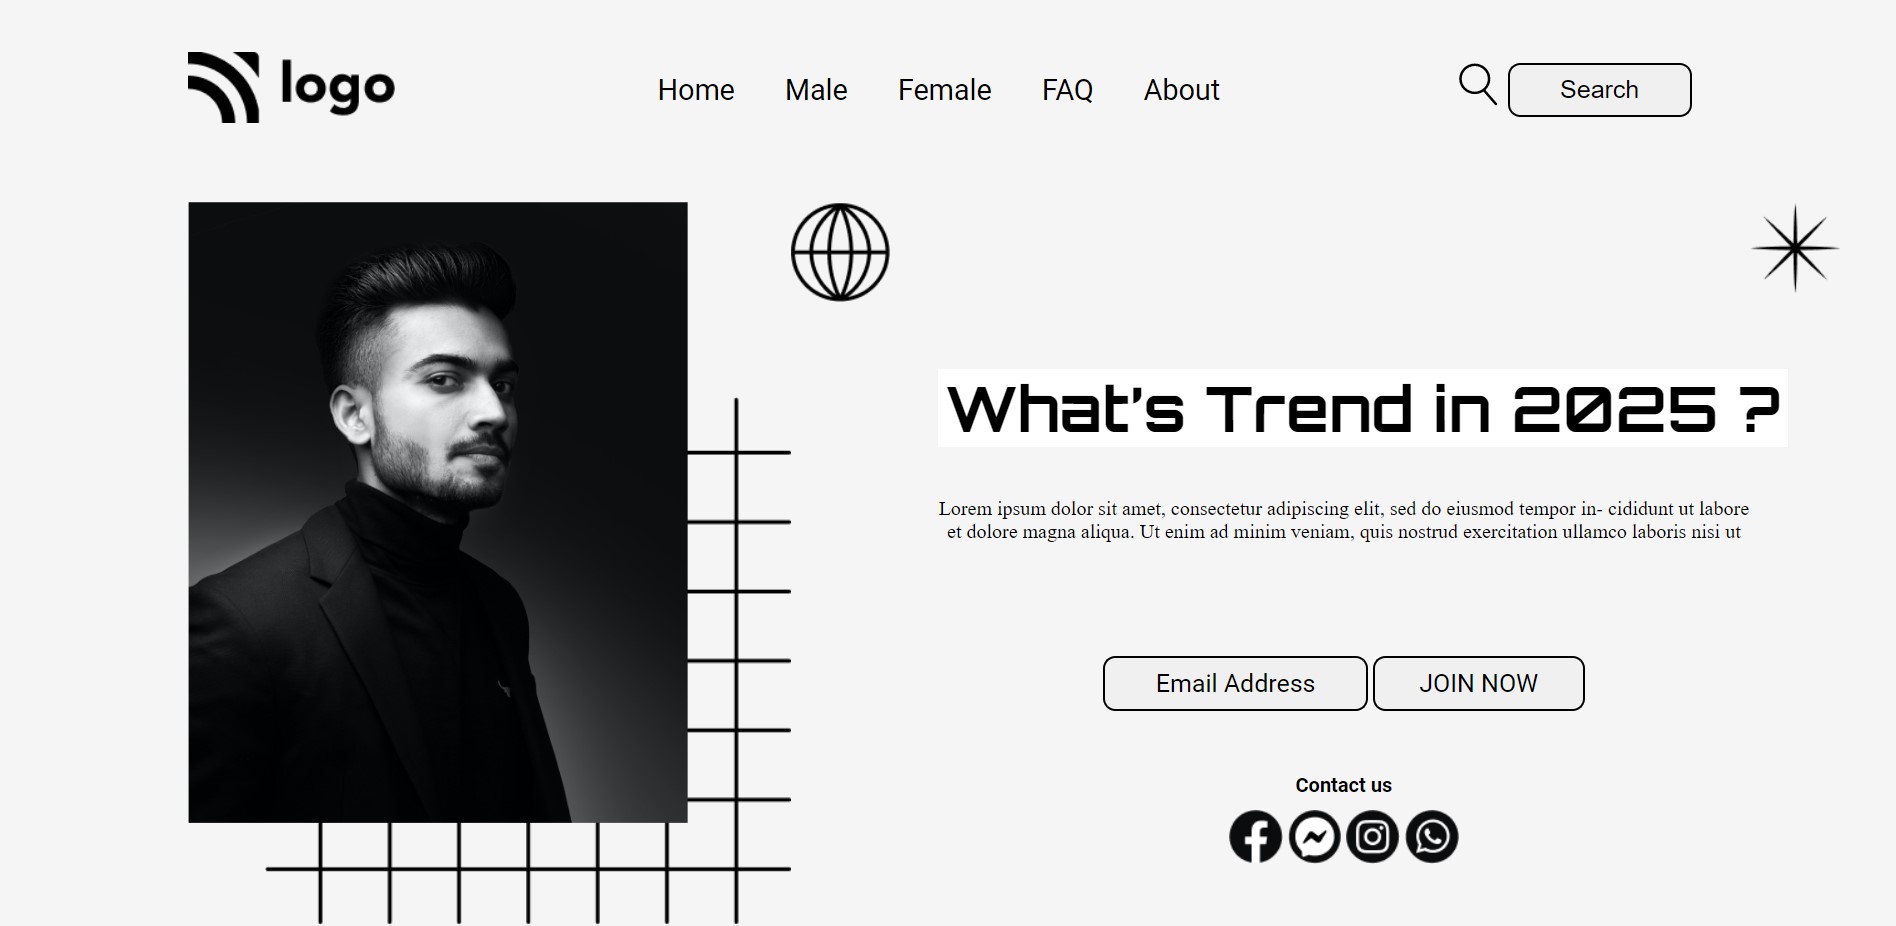 logo
Home Male Female FAQ About
Search
What's Trend in 2025 ?
Lorem ipsum dolor sit amet, consectetur adipiscing elit, sed do eiusmod tempor in- cididunt ut labore
et dolore magna aliqua. Ut enim ad minim veniam, quis nostrud exercitation ullamco laboris nisi ut
Email Address
JOIN NOW
Contact us